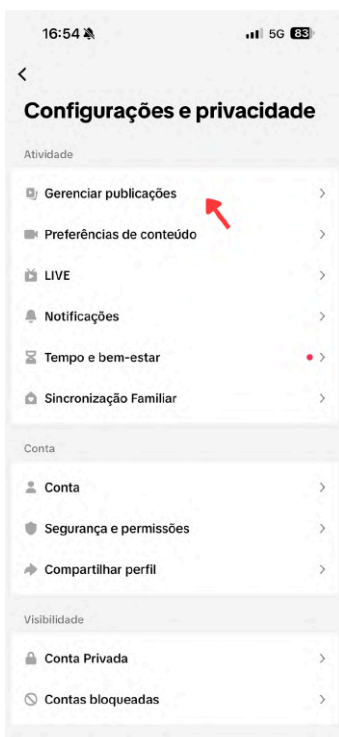 16:54
5G 83
Configurações e privacidade
Atividade
Gerenciar publicações
Preferências de conteúdo
LIVE
Notificações
Tempo e bem-estar
Sincronização Familiar
Conta
Conta
Segurança e permissões
Compartilhar perfil
Visibilidade
Conta Privada
Contas bloqueadas